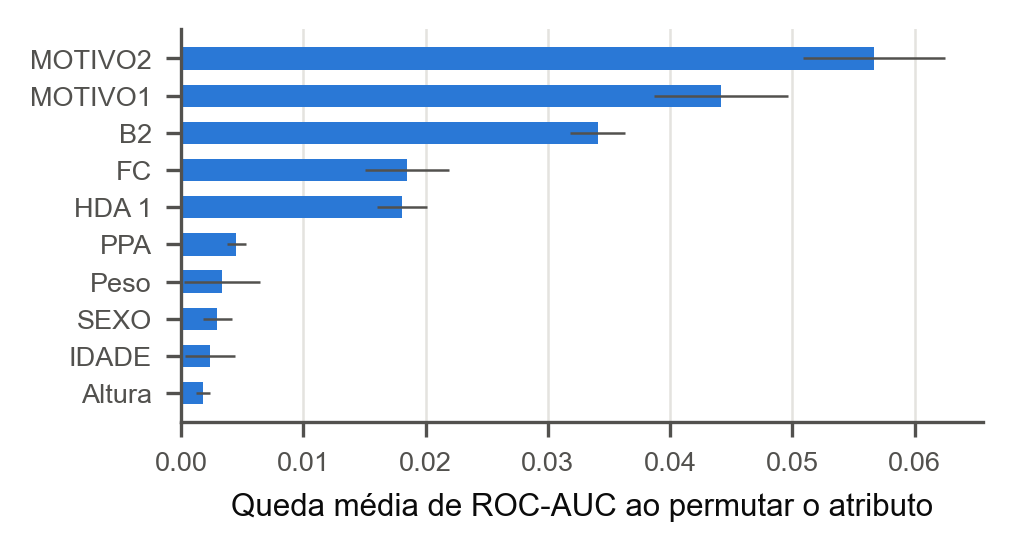 MOTIVO2
MOTIVO1
B2
FC
HDA 1
PPA
Peso
SEXO
IDADE
Altura
0.00 0.01 0.02 0.03 0.04 0.05 0.06
Queda média de ROC-AUC ao permutar o atributo